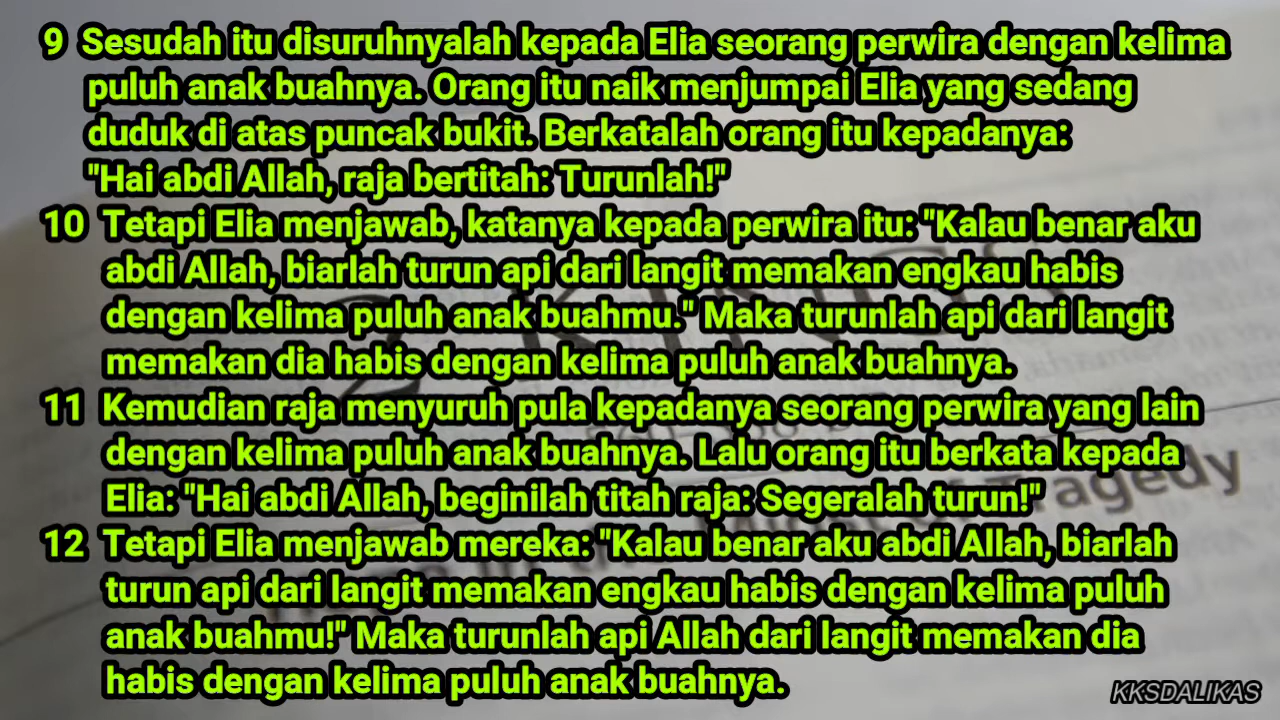 9 Sesudah itu disuruhnyalah kepada Elia seorang perwira dengan kelima
puluh anak buahnya. Orang itu naik menjumpai Elia yang sedang
duduk di atas puncak bukit. Berkatalah orang itu kepadanya:
"Hai abdi Allah, raja bertitah: Turunlah!"
10 Tetapi Elia menjawab, katanya kepada perwira itu: "Kalau benar aku
abdi Allah, biarlah turun api dari langit memakan engkau habis
dengan kelima puluh anak buahmu." Maka turunlah api dari langit
memakan dia habis dengan kelima puluh anak buahnya.
11 Kemudian raja menyuruh pula kepadanya seorang perwira yang lain
dengan kelima puluh anak buahnya. Lalu orang itu berkata kepada
Elia: "Hai abdi Allah, beginilah titah raja: Segeralah turun!"
12 Tetapi Elia menjawab mereka: "Kalau benar aku abdi Allah, biarlah
turun api dari langit memakan engkau habis dengan kelima puluh
anak buahmu!" Maka turunlah api Allah dari langit memakan dia
habis dengan kelima puluh anak buahnya.
2 KINGS
Tragedy
KKSDALIKAS